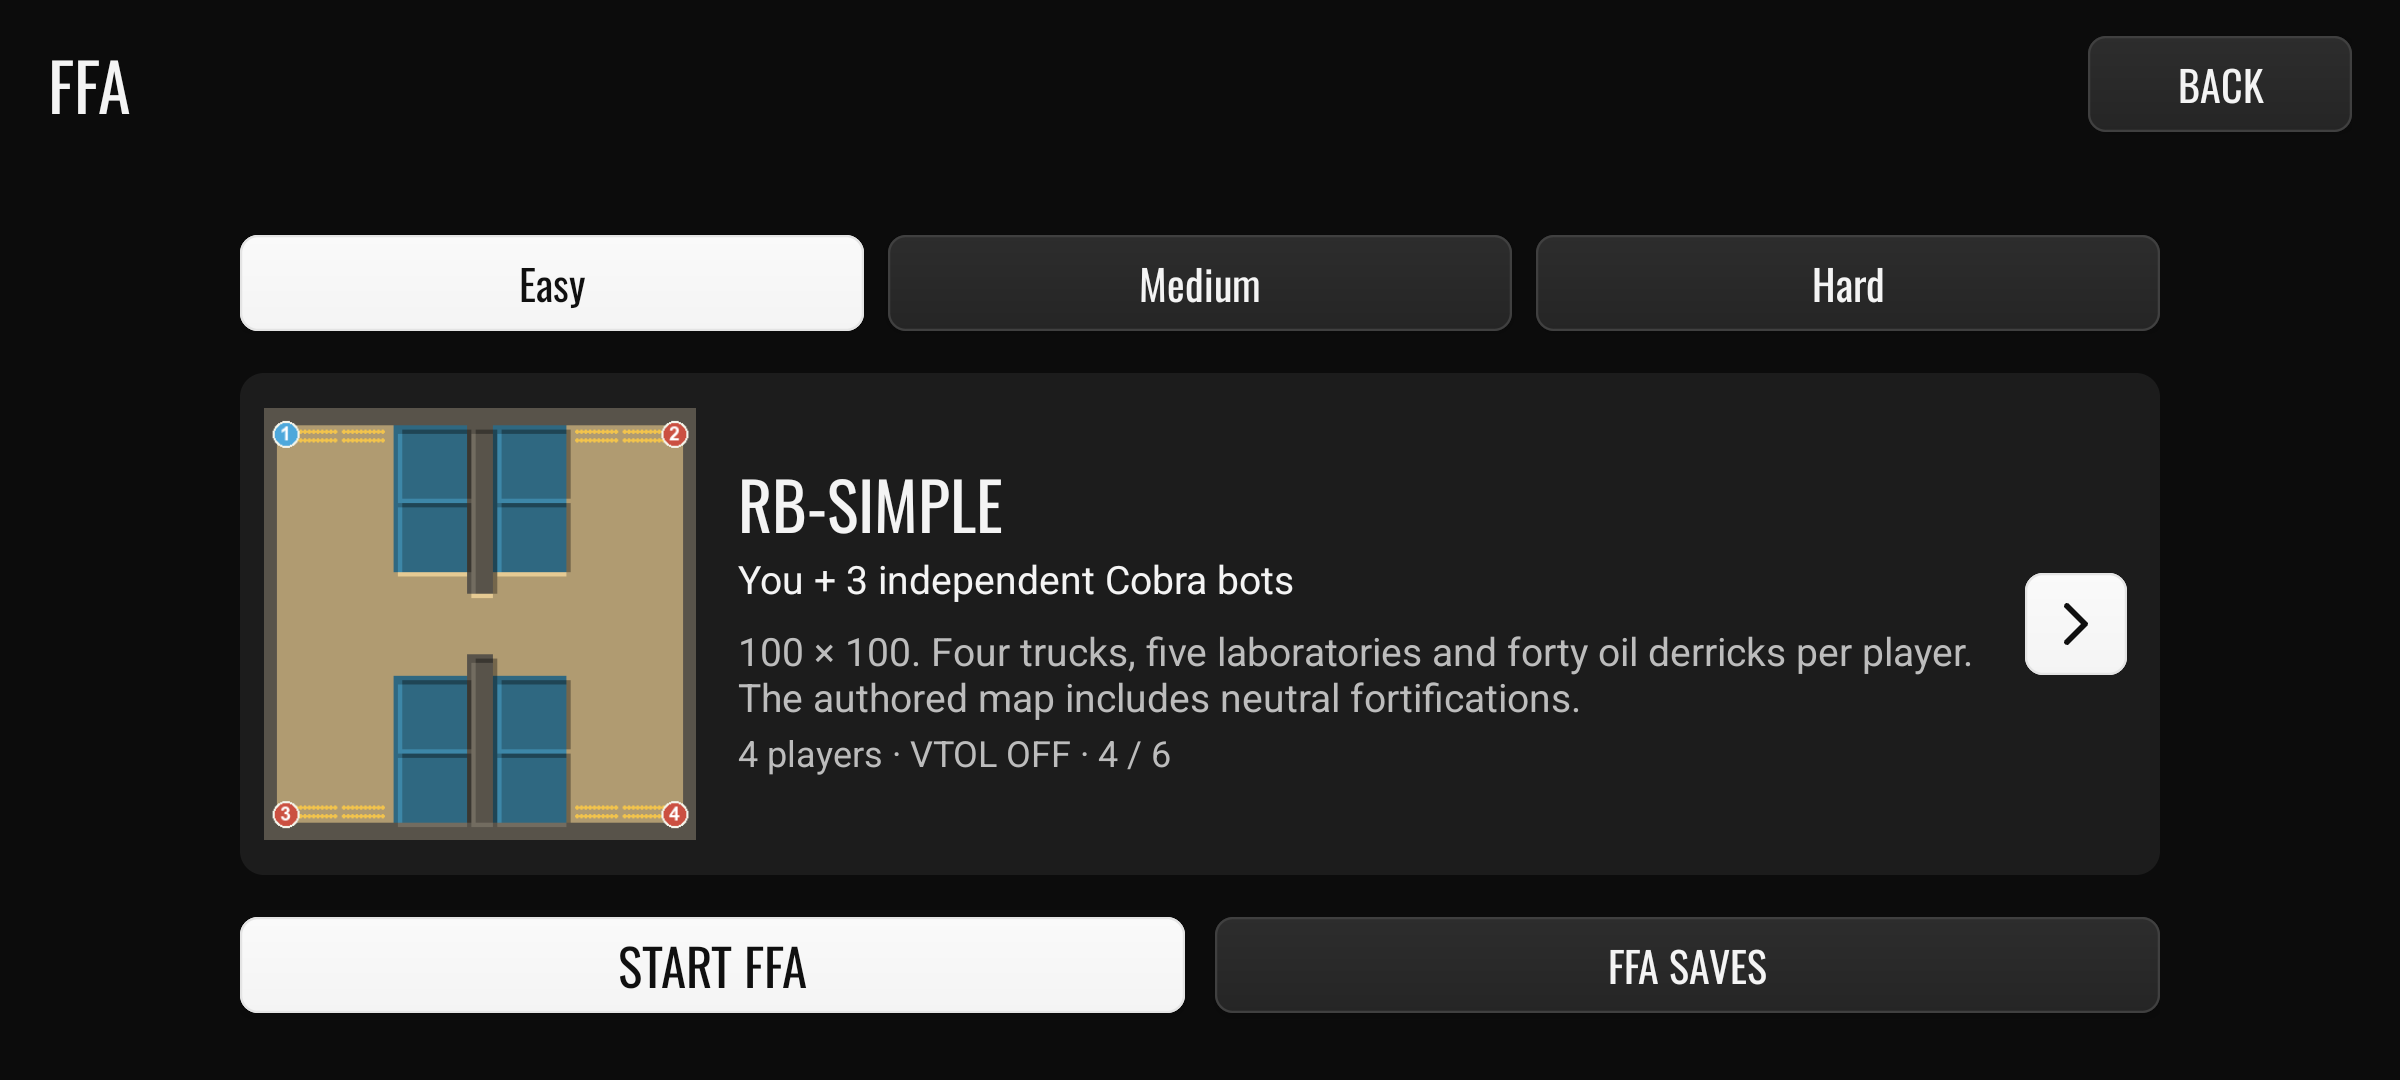 FFA
BACK
Easy
Medium
Hard
1
2
3
4
RB-SIMPLE
You + 3 independent Cobra bots
100 × 100. Four trucks, five laboratories and forty oil derricks per player.
The authored map includes neutral fortifications.
4 players · VTOL OFF · 4 / 6
START FFA
FFA SAVES